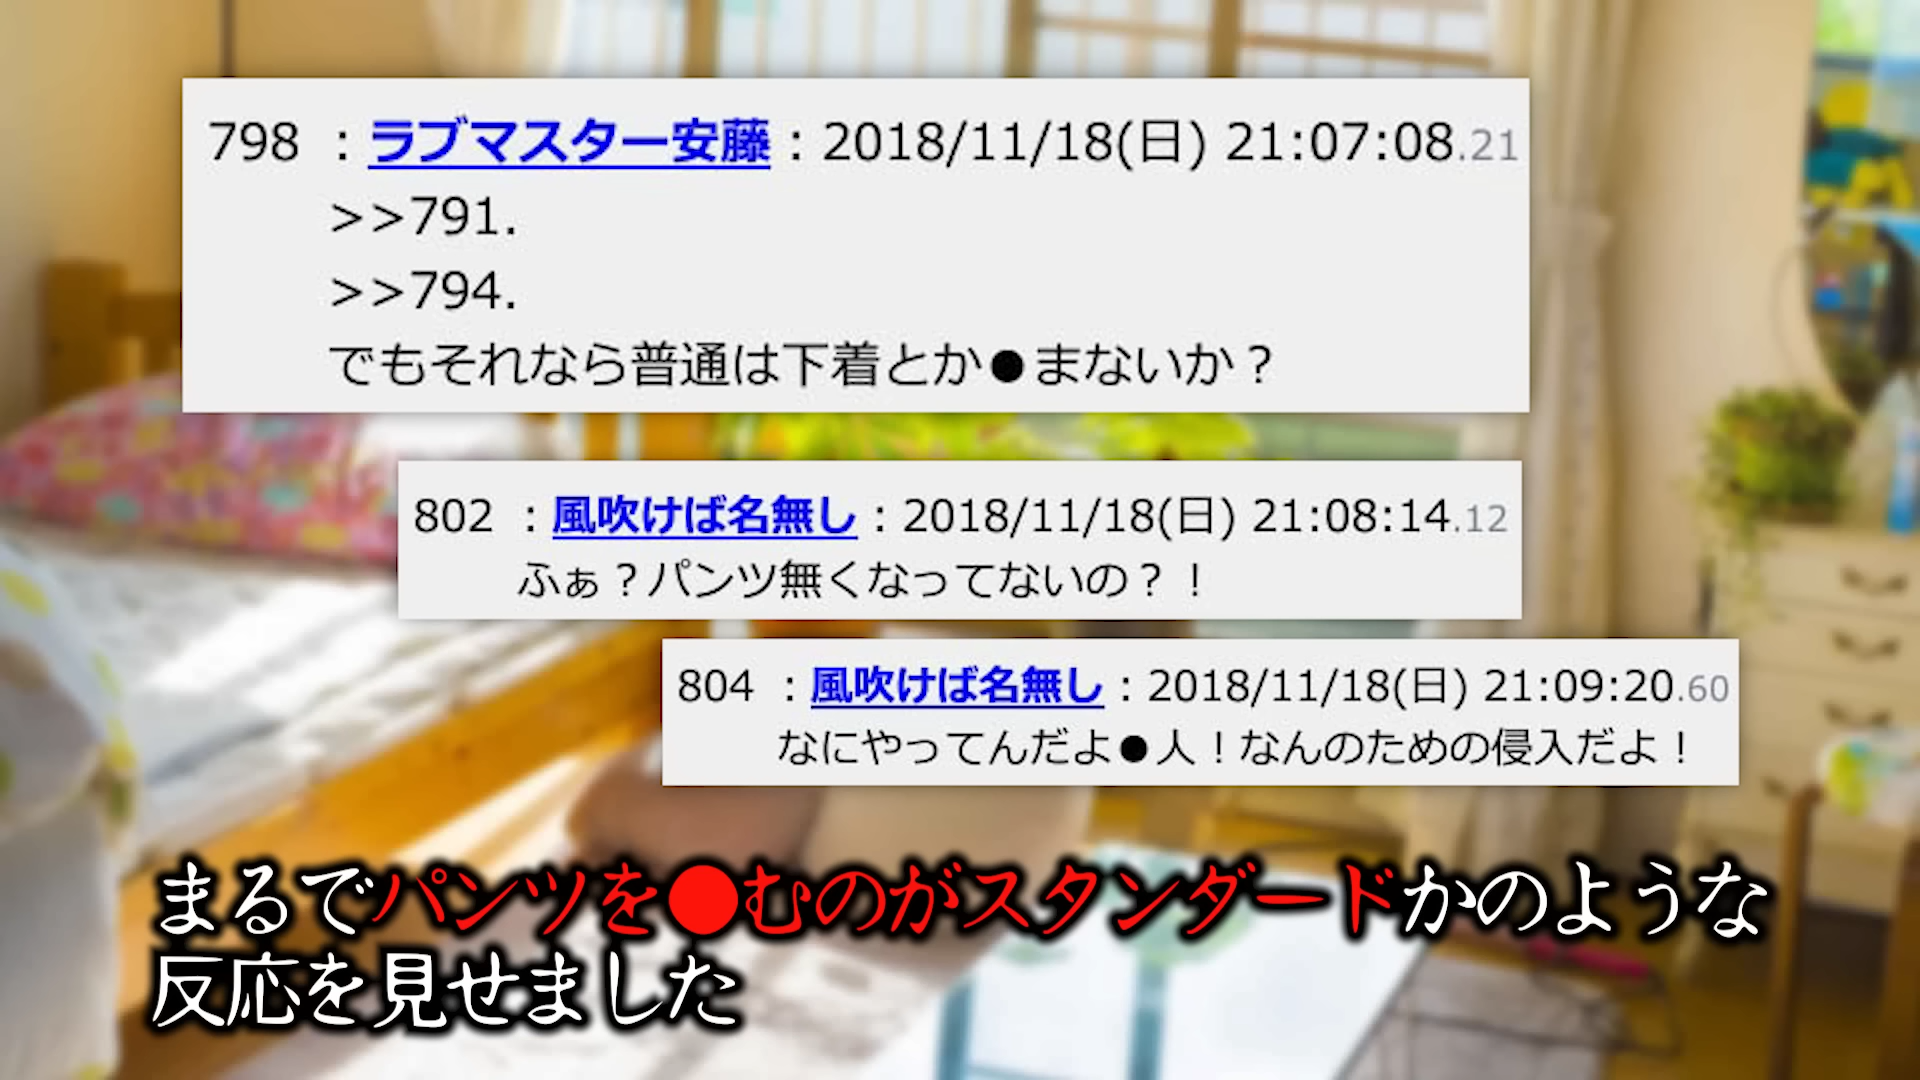 798 ：ラブマスター安藤：2018/11/18(日) 21:07:08.21
>>791.
>>794.
でもそれなら普通は下着とか●まないか？
802 ：風吹けば名無し：2018/11/18(日) 21:08:14.12
ふぁ？パンツ無くなってないの？！
804 ：風吹けば名無し：2018/11/18(日) 21:09:20.60
なにやってんだよ●人！なんのための侵入だよ！
まるでパンツを●むのがスタンダードかのような
反応を見せました